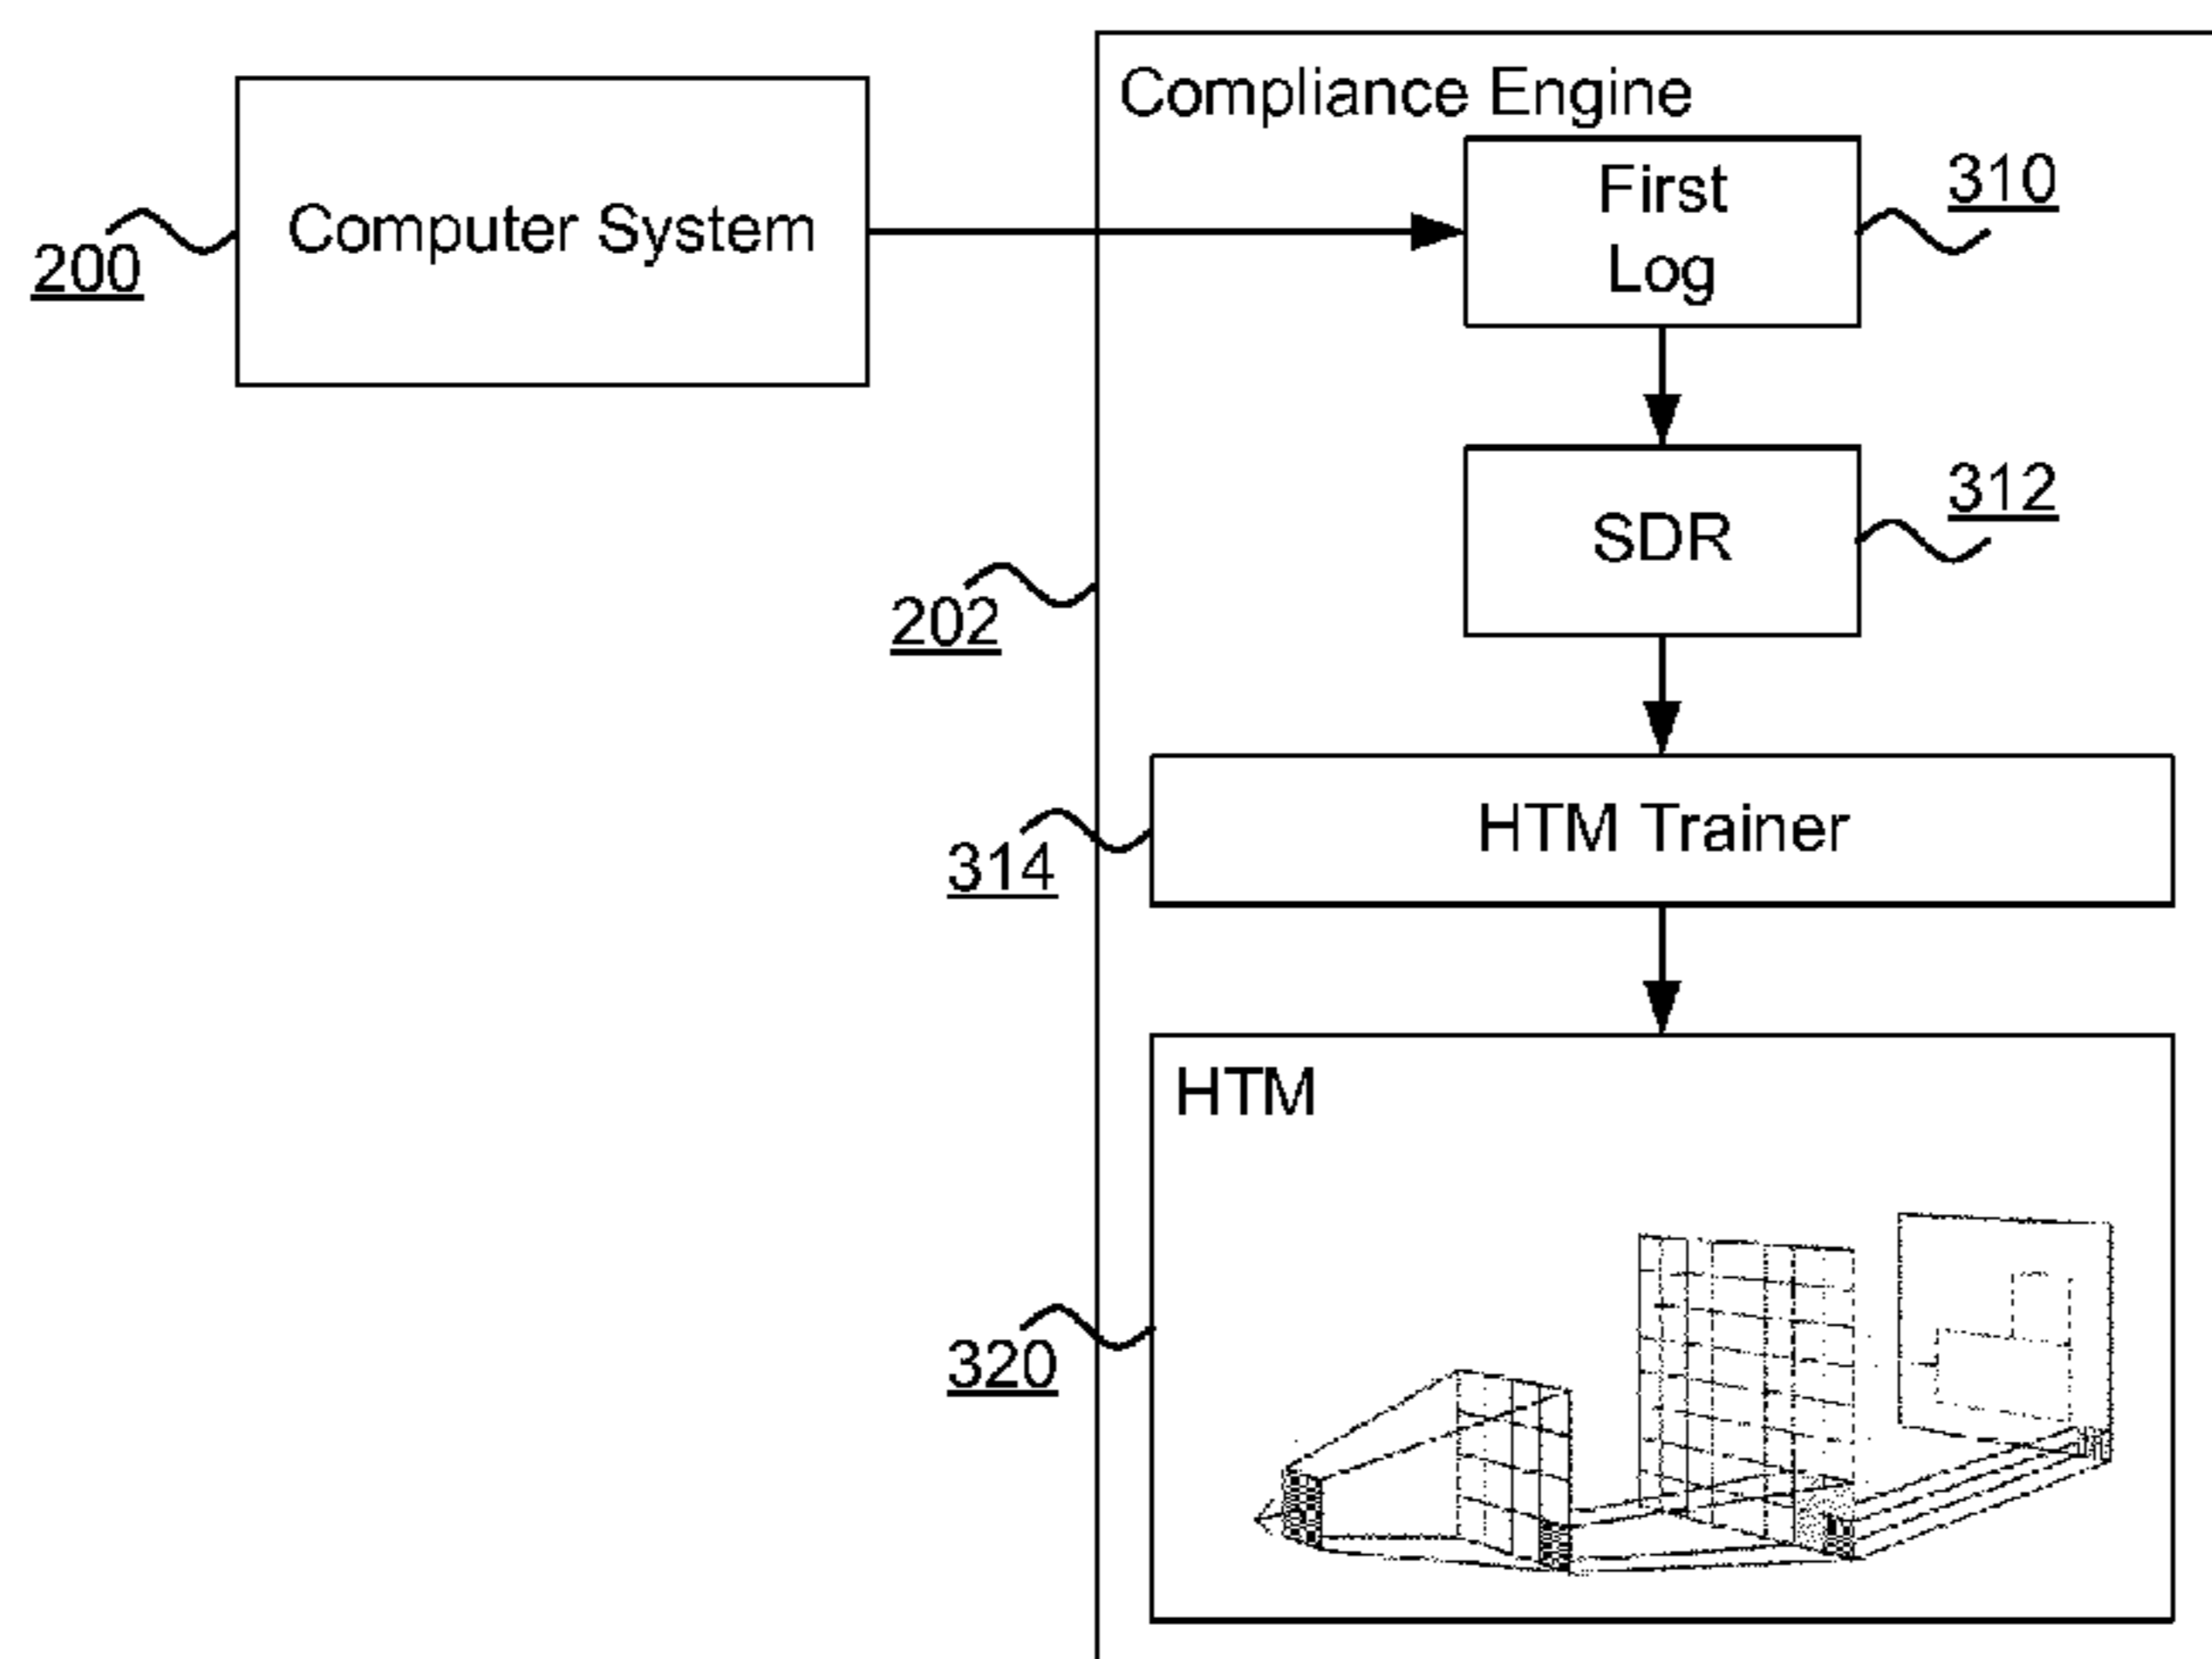 Compliance Engine
Computer System
200
First
Log
310
SDR
312
202
HTM Trainer
314
HTM
320